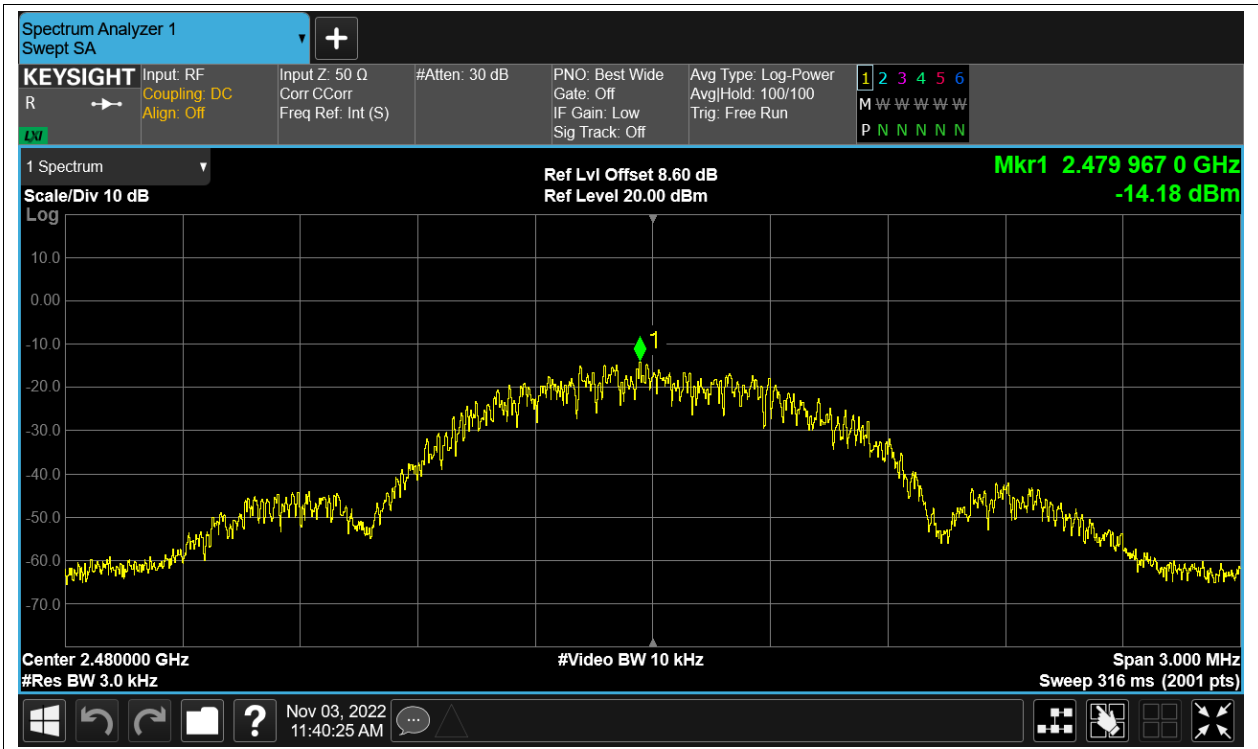 Spectrum Analyzer 1
Swept SA
KEYSIGHT
R
LXI
Input: RF
Coupling: DC
Align: Off
Input Z: 50 Ω
Corr CCorr
Freq Ref: Int (S)
#Atten: 30 dB
PNO: Best Wide
Gate: Off
IF Gain: Low
Sig Track: Off
Avg Type: Log-Power
Avg|Hold: 100/100
Trig: Free Run
1 2 3 4 5 6
M W W W W W
P N N N N N
1 Spectrum
Scale/Div 10 dB
Ref Lvl Offset 8.60 dB
Ref Level 20.00 dBm
Mkr1 2.479 967 0 GHz
-14.18 dBm
Log
10.0
0.00
-10.0
-20.0
-30.0
-40.0
-50.0
-60.0
-70.0
1
Center 2.480000 GHz
#Res BW 3.0 kHz
#Video BW 10 kHz
Span 3.000 MHz
Sweep 316 ms (2001 pts)
?
Nov 03, 2022
11:40:25 AM